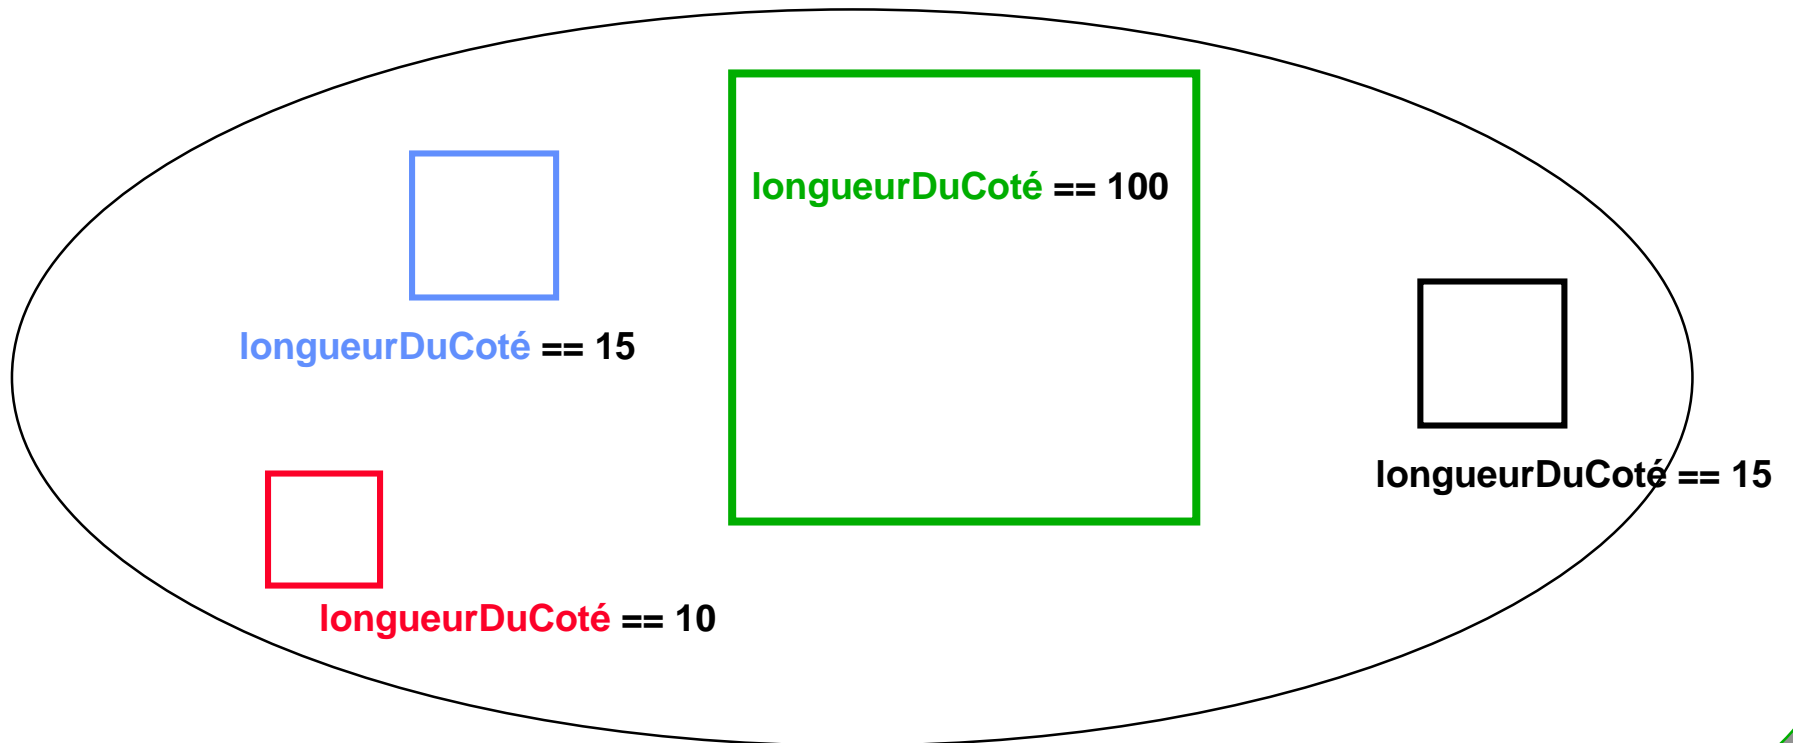 longueurDuCoté == 100
longueurDuCoté == 15
longueurDuCoté == 15
longueurDuCoté == 10